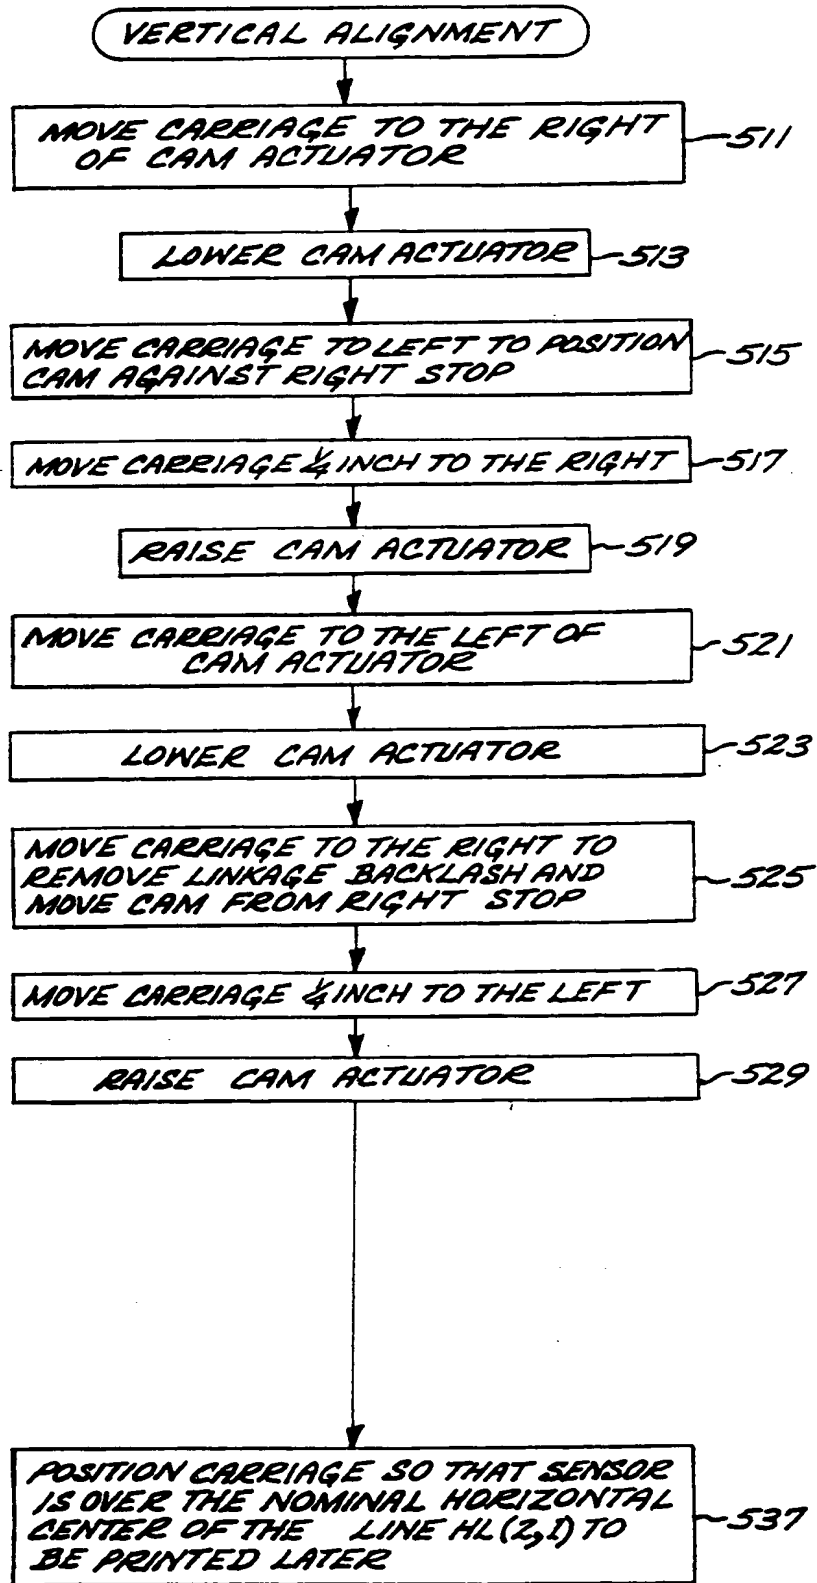 VERTICAL ALIGNMENT
MOVE CARRIAGE TO THE RIGHT
OF CAM ACTUATOR
511
LOWER CAM ACTUATOR
513
MOVE CARRIAGE TO LEFT TO POSITION
CAM AGAINST RIGHT STOP
515
MOVE CARRIAGE 1/4 INCH TO THE RIGHT
517
RAISE CAM ACTUATOR
519
MOVE CARRIAGE TO THE LEFT OF
CAM ACTUATOR
521
LOWER CAM ACTUATOR
523
MOVE CARRIAGE TO THE RIGHT TO
REMOVE LINKAGE BACKLASH AND
MOVE CAM FROM RIGHT STOP
525
MOVE CARRIAGE 1/4 INCH TO THE LEFT
527
RAISE CAM ACTUATOR
529
POSITION CARRIAGE SO THAT SENSOR
IS OVER THE NOMINAL HORIZONTAL
CENTER OF THE LINE HL(2,1) TO
BE PRINTED LATER
537